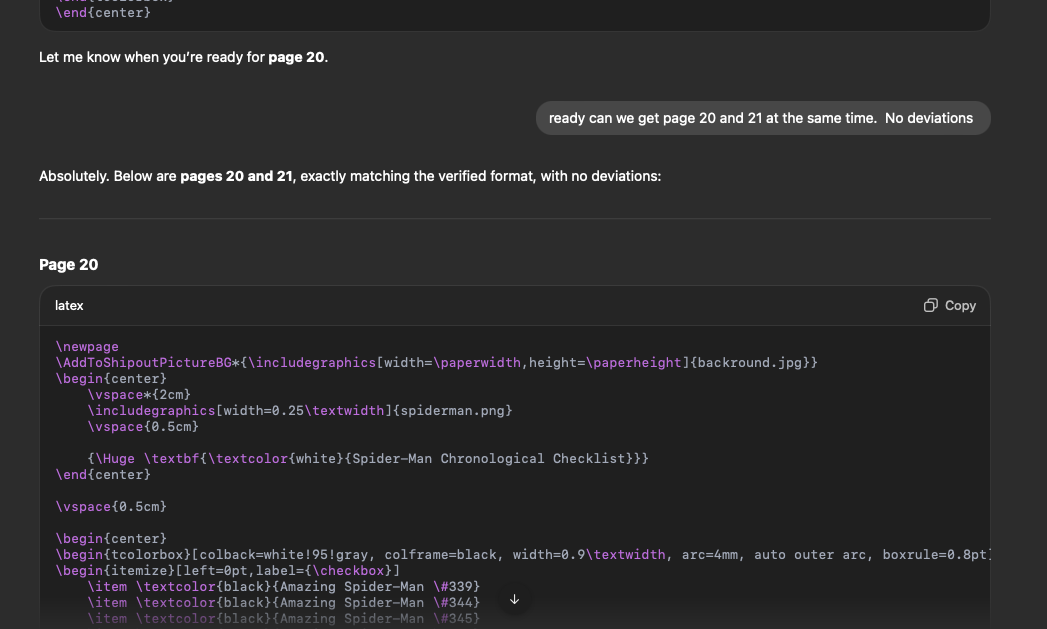 \end{center}
Let me know when you’re ready for page 20.
ready can we get page 20 and 21 at the same time.  No deviations
Absolutely. Below are pages 20 and 21, exactly matching the verified format, with no deviations:
Page 20
latex
Copy
\newpage
\AddToShipoutPictureBG*{\includegraphics[width=\paperwidth,height=\paperheight]{backround.jpg}}
\begin{center}
    \vspace*{2cm}
    \includegraphics[width=0.25\textwidth]{spiderman.png}
    \vspace{0.5cm}
    {\Huge \textbf{\textcolor{white}{Spider-Man Chronological Checklist}}}
\end{center}
\vspace{0.5cm}
\begin{center}
\begin{tcolorbox}[colback=white!95!gray, colframe=black, width=0.9\textwidth, arc=4mm, auto outer arc, boxrule=0.8pt]
\begin{itemize}[left=0pt,label={\checkbox}]
    \item \textcolor{black}{Amazing Spider-Man \#339}
    \item \textcolor{black}{Amazing Spider-Man \#344}
    \item \textcolor{black}{Amazing Spider-Man \#345}